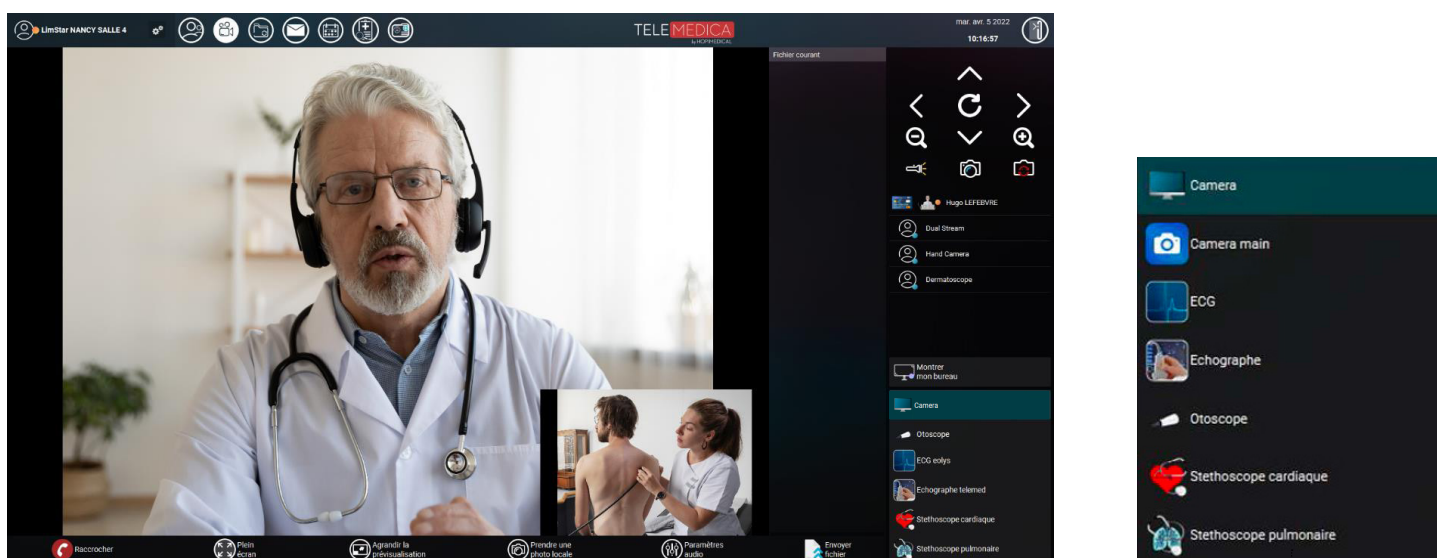 LimStar NANCY SALLE 4
TELEMEDICA
by HOPIMEDICAL
mar. avr. 5 2022
10:16:57
Fichier courant
Hugo LEFEBVRE
Dual Stream
Hand Camera
Dermatoscope
Montrer
mon bureau
Camera
Otoscope
ECG eolys
Echographe telemed
Stethoscope cardiaque
Stethoscope pulmonaire
Raccrocher
Plein
écran
Agrandir la
prévisualisation
Prendre une
photo locale
Paramètres
audio
Envoyer
fichier
Camera
Camera main
ECG
Echographe
Otoscope
Stethoscope cardiaque
Stethoscope pulmonaire